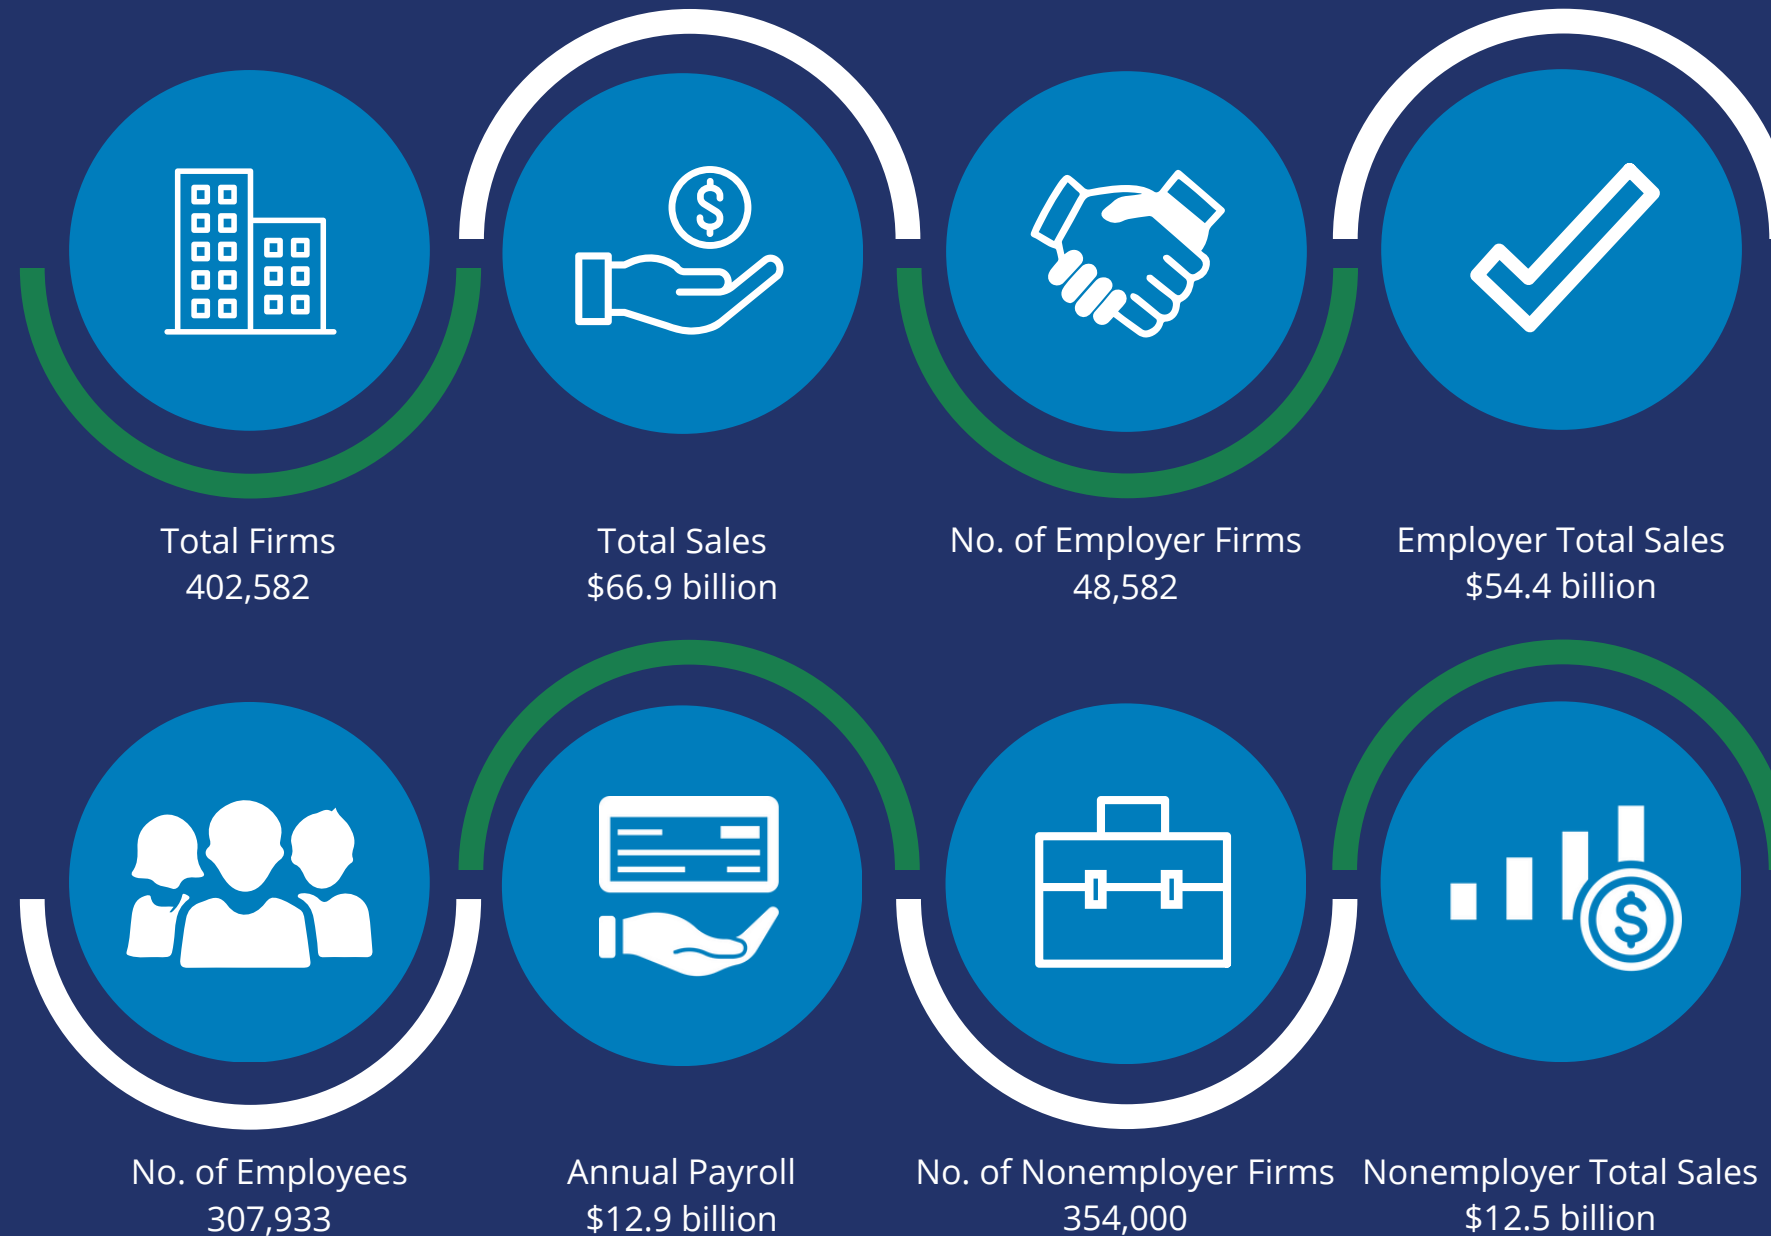 Total Firms
402,582
Total Sales
$66.9 billion
No. of Employer Firms
48,582
Employer Total Sales
$54.4 billion
No. of Employees
307,933
Annual Payroll
$12.9 billion
No. of Nonemployer Firms
354,000
Nonemployer Total Sales
$12.5 billion